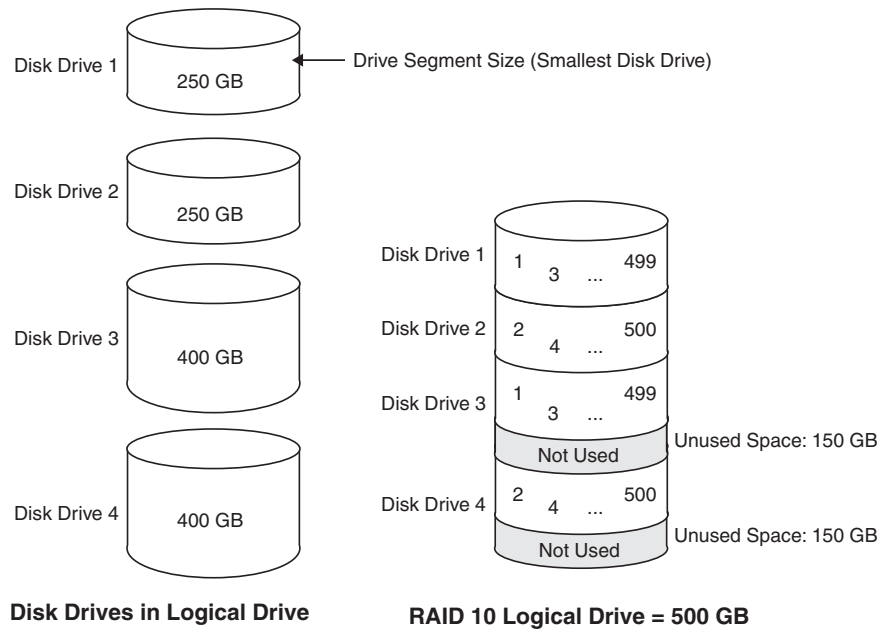 Disk Drive 1
250 GB
Drive Segment Size (Smallest Disk Drive)
Disk Drive 2
250 GB
Disk Drive 3
400 GB
Disk Drive 4
400 GB
Disk Drives in Logical Drive
Disk Drive 1
1 3 ... 499
Disk Drive 2
2 4 ... 500
Disk Drive 3
1 3 ... 499
Not Used
Unused Space: 150 GB
Disk Drive 4
2 4 ... 500
Not Used
Unused Space: 150 GB
RAID 10 Logical Drive = 500 GB